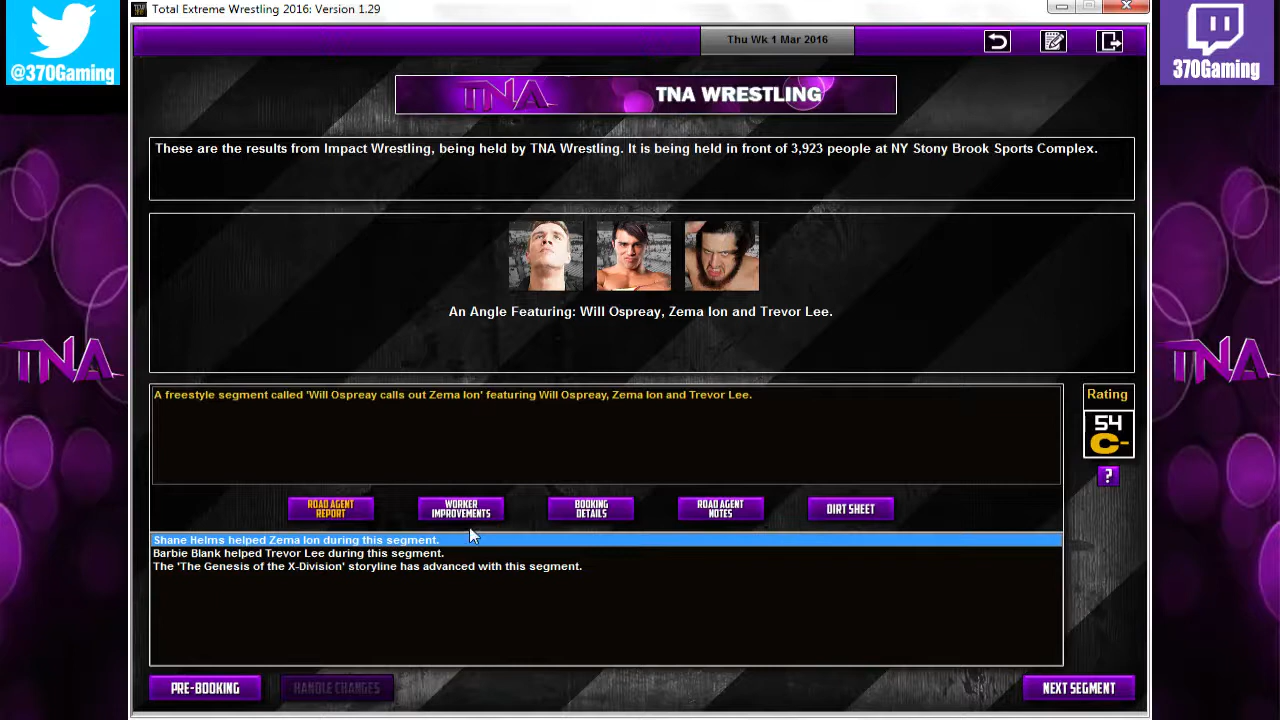 Total Extreme Wrestling 2016: Version 1.29
@370Gaming
370Gaming
Thu Wk 1 Mar 2016
TNA
TNA WRESTLING
These are the results from Impact Wrestling, being held by TNA Wrestling. It is being held in front of 3,923 people at NY Stony Brook Sports Complex.
An Angle Featuring: Will Ospreay, Zema Ion and Trevor Lee.
TNA
TNA
A freestyle segment called 'Will Ospreay calls out Zema Ion' featuring Will Ospreay, Zema Ion and Trevor Lee.
Rating
54
C-
?
ROAD AGENT REPORT
WORKER IMPROVEMENTS
BOOKING DETAILS
ROAD AGENT NOTES
DIRT SHEET
Shane Helms helped Zema Ion during this segment.
Barbie Blank helped Trevor Lee during this segment.
The 'The Genesis of the X-Division' storyline has advanced with this segment.
PRE-BOOKING
HANDLE CHANGES
NEXT SEGMENT